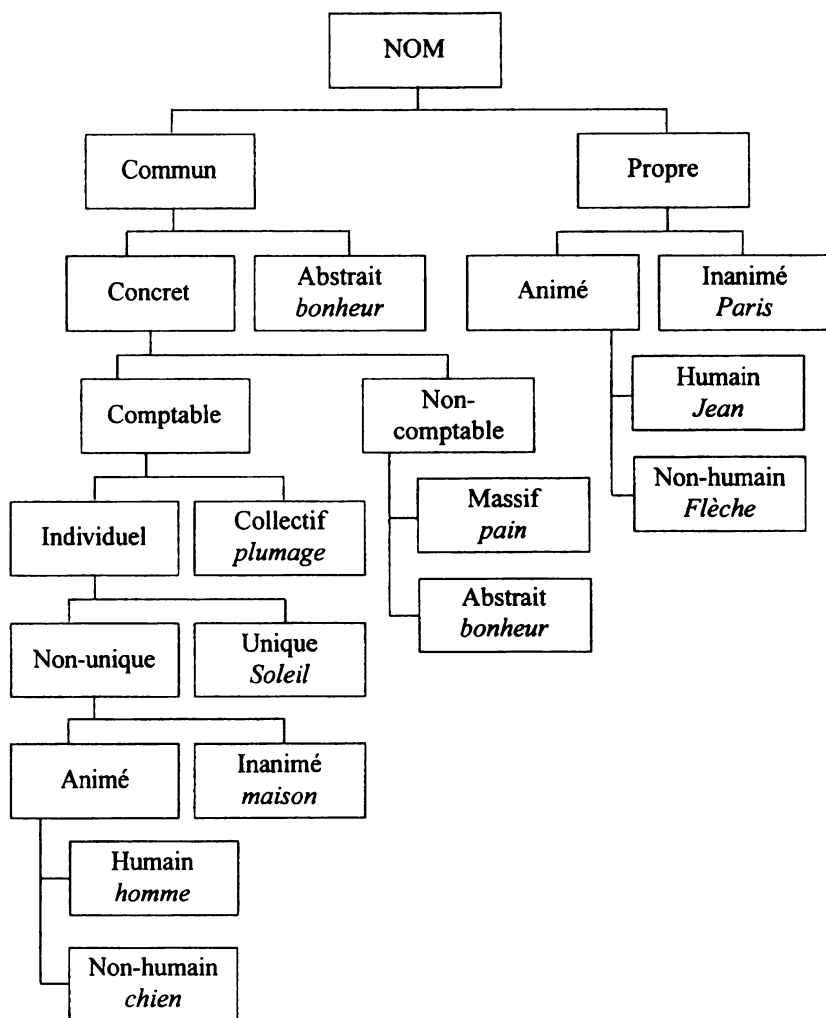 NOM
Commun
Propre
Concret
Abstrait
bonheur
Animé
Inanimé
Paris
Comptable
Non-
comptable
Humain
Jean
Non-humain
Flèche
Individuel
Collectif
plumage
Massif
pain
Abstrait
bonheur
Non-unique
Unique
Soleil
Animé
Inanimé
maison
Humain
homme
Non-humain
chien